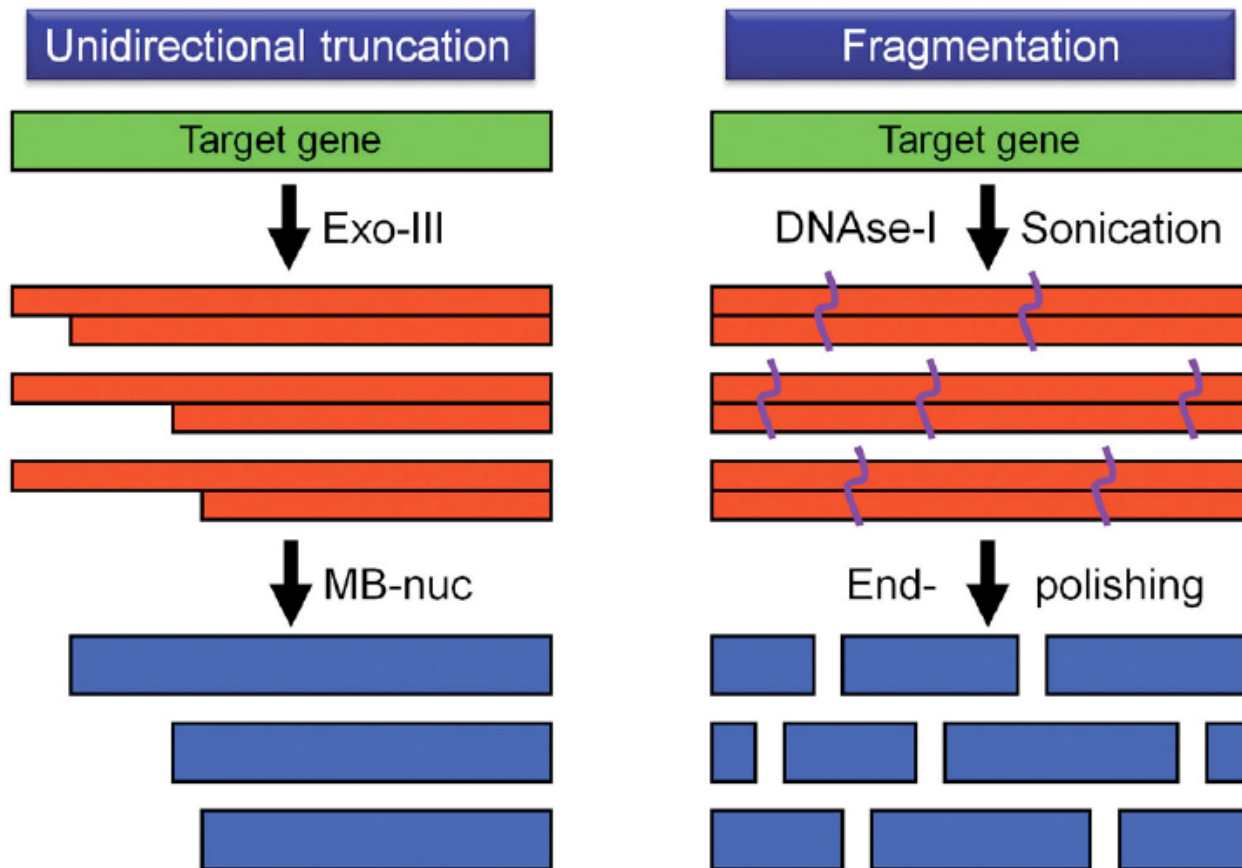 Unidirectional truncation
Target gene
Exo-III
MB-nuc
Fragmentation
Target gene
DNAse-I Sonication
End- polishing